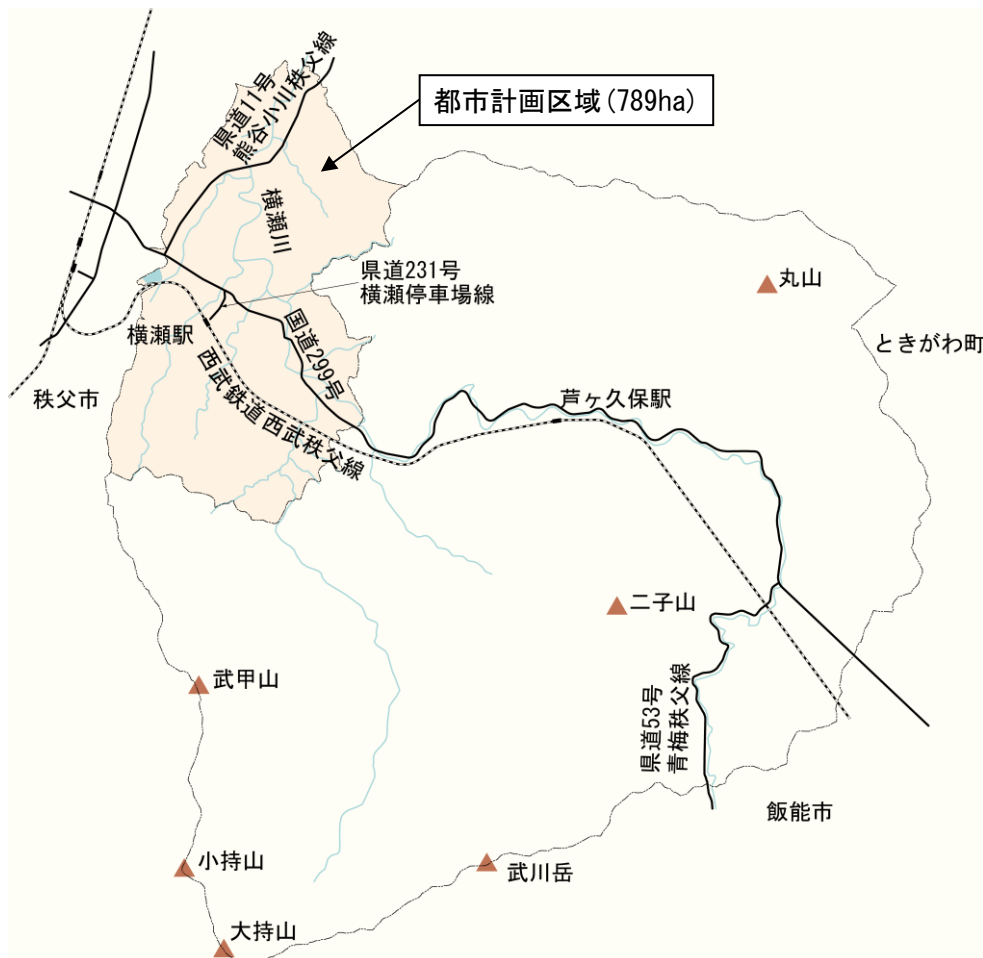 県道11号
熊谷小川秩父線
都市計画区域(789ha)
横瀬川
県道231号
横瀬停車場線
丸山
ときがわ町
横瀬駅
国道299号
秩父市
西武鉄道西武秩父線
芦ヶ久保駅
二子山
武甲山
県道53号
青梅秩父線
飯能市
小持山
武川岳
大持山